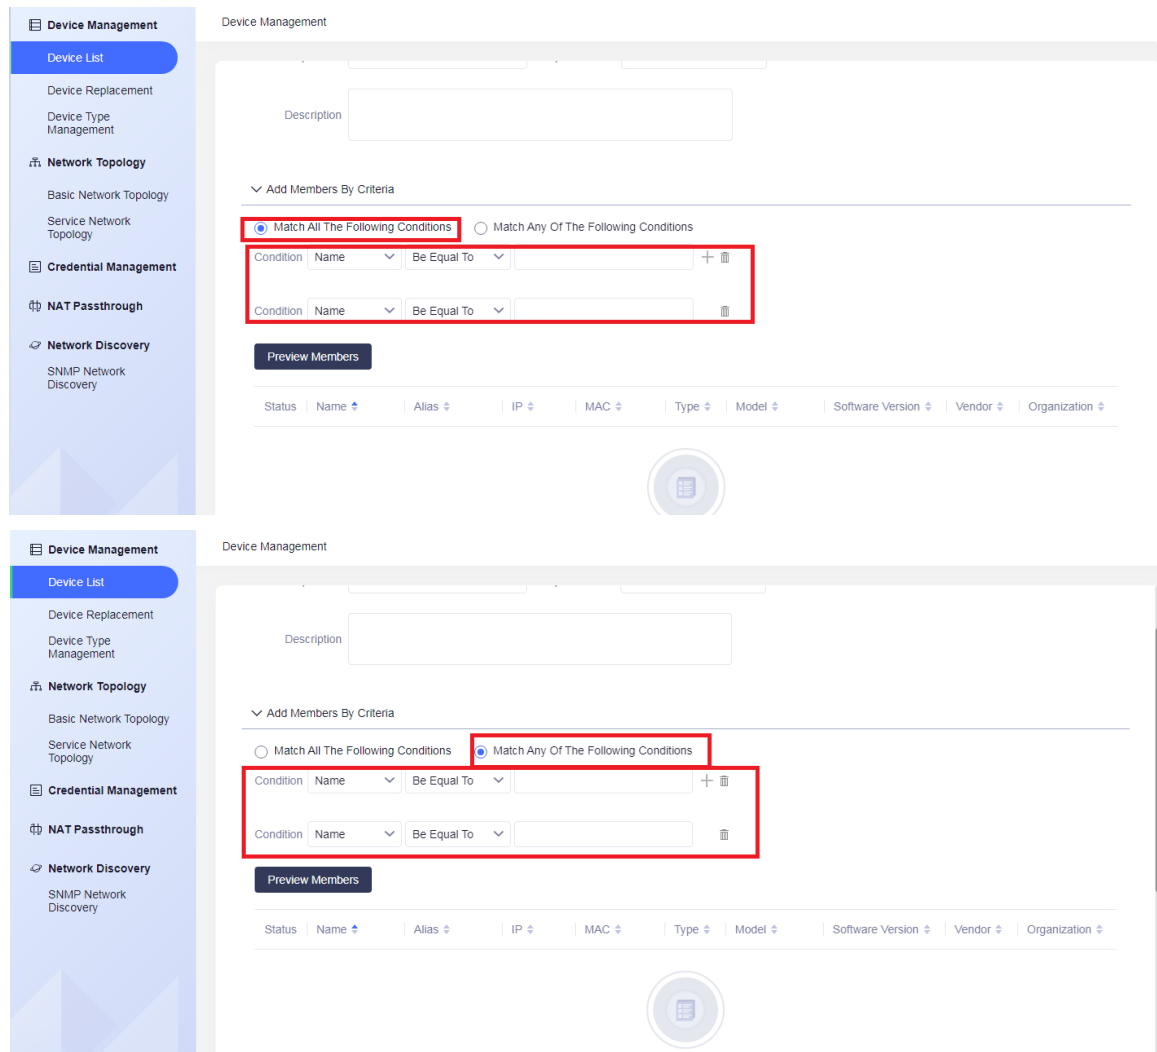 Device Management
Device Management
Device List
Device Replacement
Description
Device Type
Management
Network Topology
Add Members By Criteria
Basic Network Topology
Service Network
Topology
Match All The Following Conditions Match Any Of The Following Conditions
Credential Management
Condition Name Be Equal To
NAT Passthrough
Condition Name Be Equal To
Network Discovery
SNMP Network
Discovery
Preview Members
Status Name Alias IP MAC Type Model Software Version Vendor Organization
Device Management
Device Management
Device List
Device Replacement
Description
Device Type
Management
Network Topology
Add Members By Criteria
Basic Network Topology
Service Network
Topology
Match All The Following Conditions Match Any Of The Following Conditions
Credential Management
Condition Name Be Equal To
NAT Passthrough
Condition Name Be Equal To
Network Discovery
SNMP Network
Discovery
Preview Members
Status Name Alias IP MAC Type Model Software Version Vendor Organization